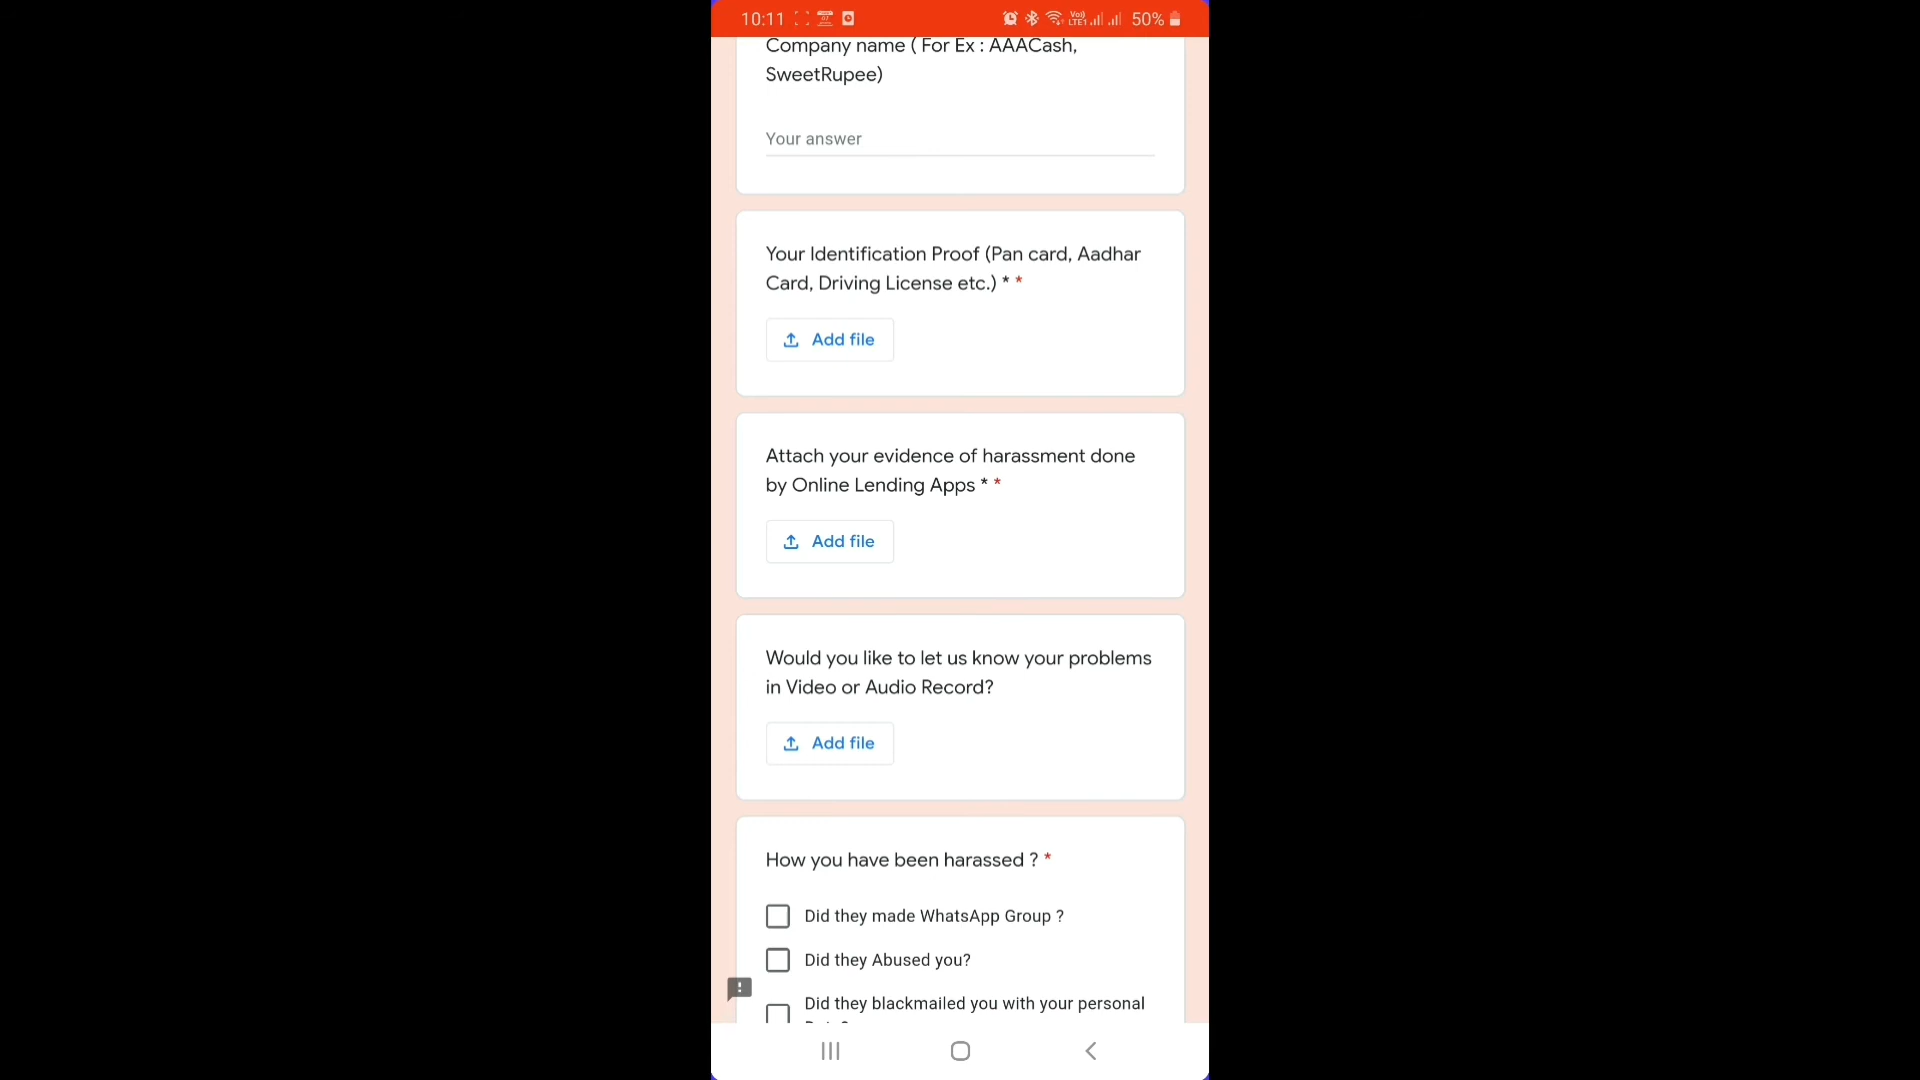 10:11
Vo)) LTE1 50%
Company name ( For Ex : AAACash,
SweetRupee)
Your answer
Your Identification Proof (Pan card, Aadhar
Card, Driving License etc.) * *
Add file
Attach your evidence of harassment done
by Online Lending Apps * *
Add file
Would you like to let us know your problems
in Video or Audio Record?
Add file
How you have been harassed ? *
Did they made WhatsApp Group ?
Did they Abused you?
Did they blackmailed you with your personal